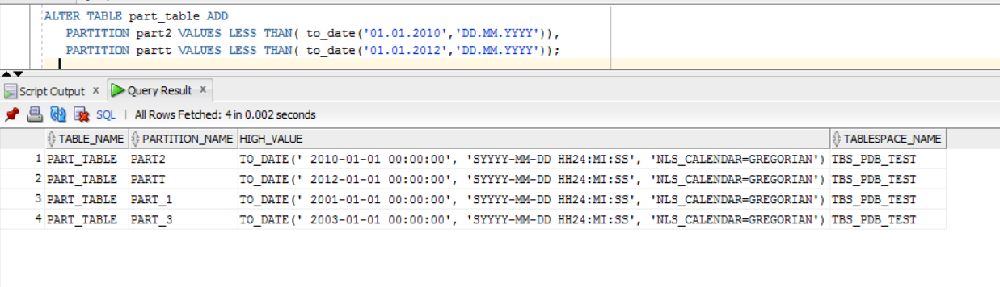 ALTER TABLE part_table ADD
PARTITION part2 VALUES LESS THAN( to_date('01.01.2010','DD.MM.YYYY')),
PARTITION partt VALUES LESS THAN( to_date('01.01.2012','DD.MM.YYYY'));
Script Output x Query Result x
SQL | All Rows Fetched: 4 in 0.002 seconds
TABLE_NAME PARTITION_NAME HIGH_VALUE TABLESPACE_NAME
1 PART_TABLE PART2 TO_DATE(' 2010-01-01 00:00:00', 'SYYYY-MM-DD HH24:MI:SS', 'NLS_CALENDAR=GREGORIAN') TBS_PDB_TEST
2 PART_TABLE PARTT TO_DATE(' 2012-01-01 00:00:00', 'SYYYY-MM-DD HH24:MI:SS', 'NLS_CALENDAR=GREGORIAN') TBS_PDB_TEST
3 PART_TABLE PART_1 TO_DATE(' 2001-01-01 00:00:00', 'SYYYY-MM-DD HH24:MI:SS', 'NLS_CALENDAR=GREGORIAN') TBS_PDB_TEST
4 PART_TABLE PART_3 TO_DATE(' 2003-01-01 00:00:00', 'SYYYY-MM-DD HH24:MI:SS', 'NLS_CALENDAR=GREGORIAN') TBS_PDB_TEST